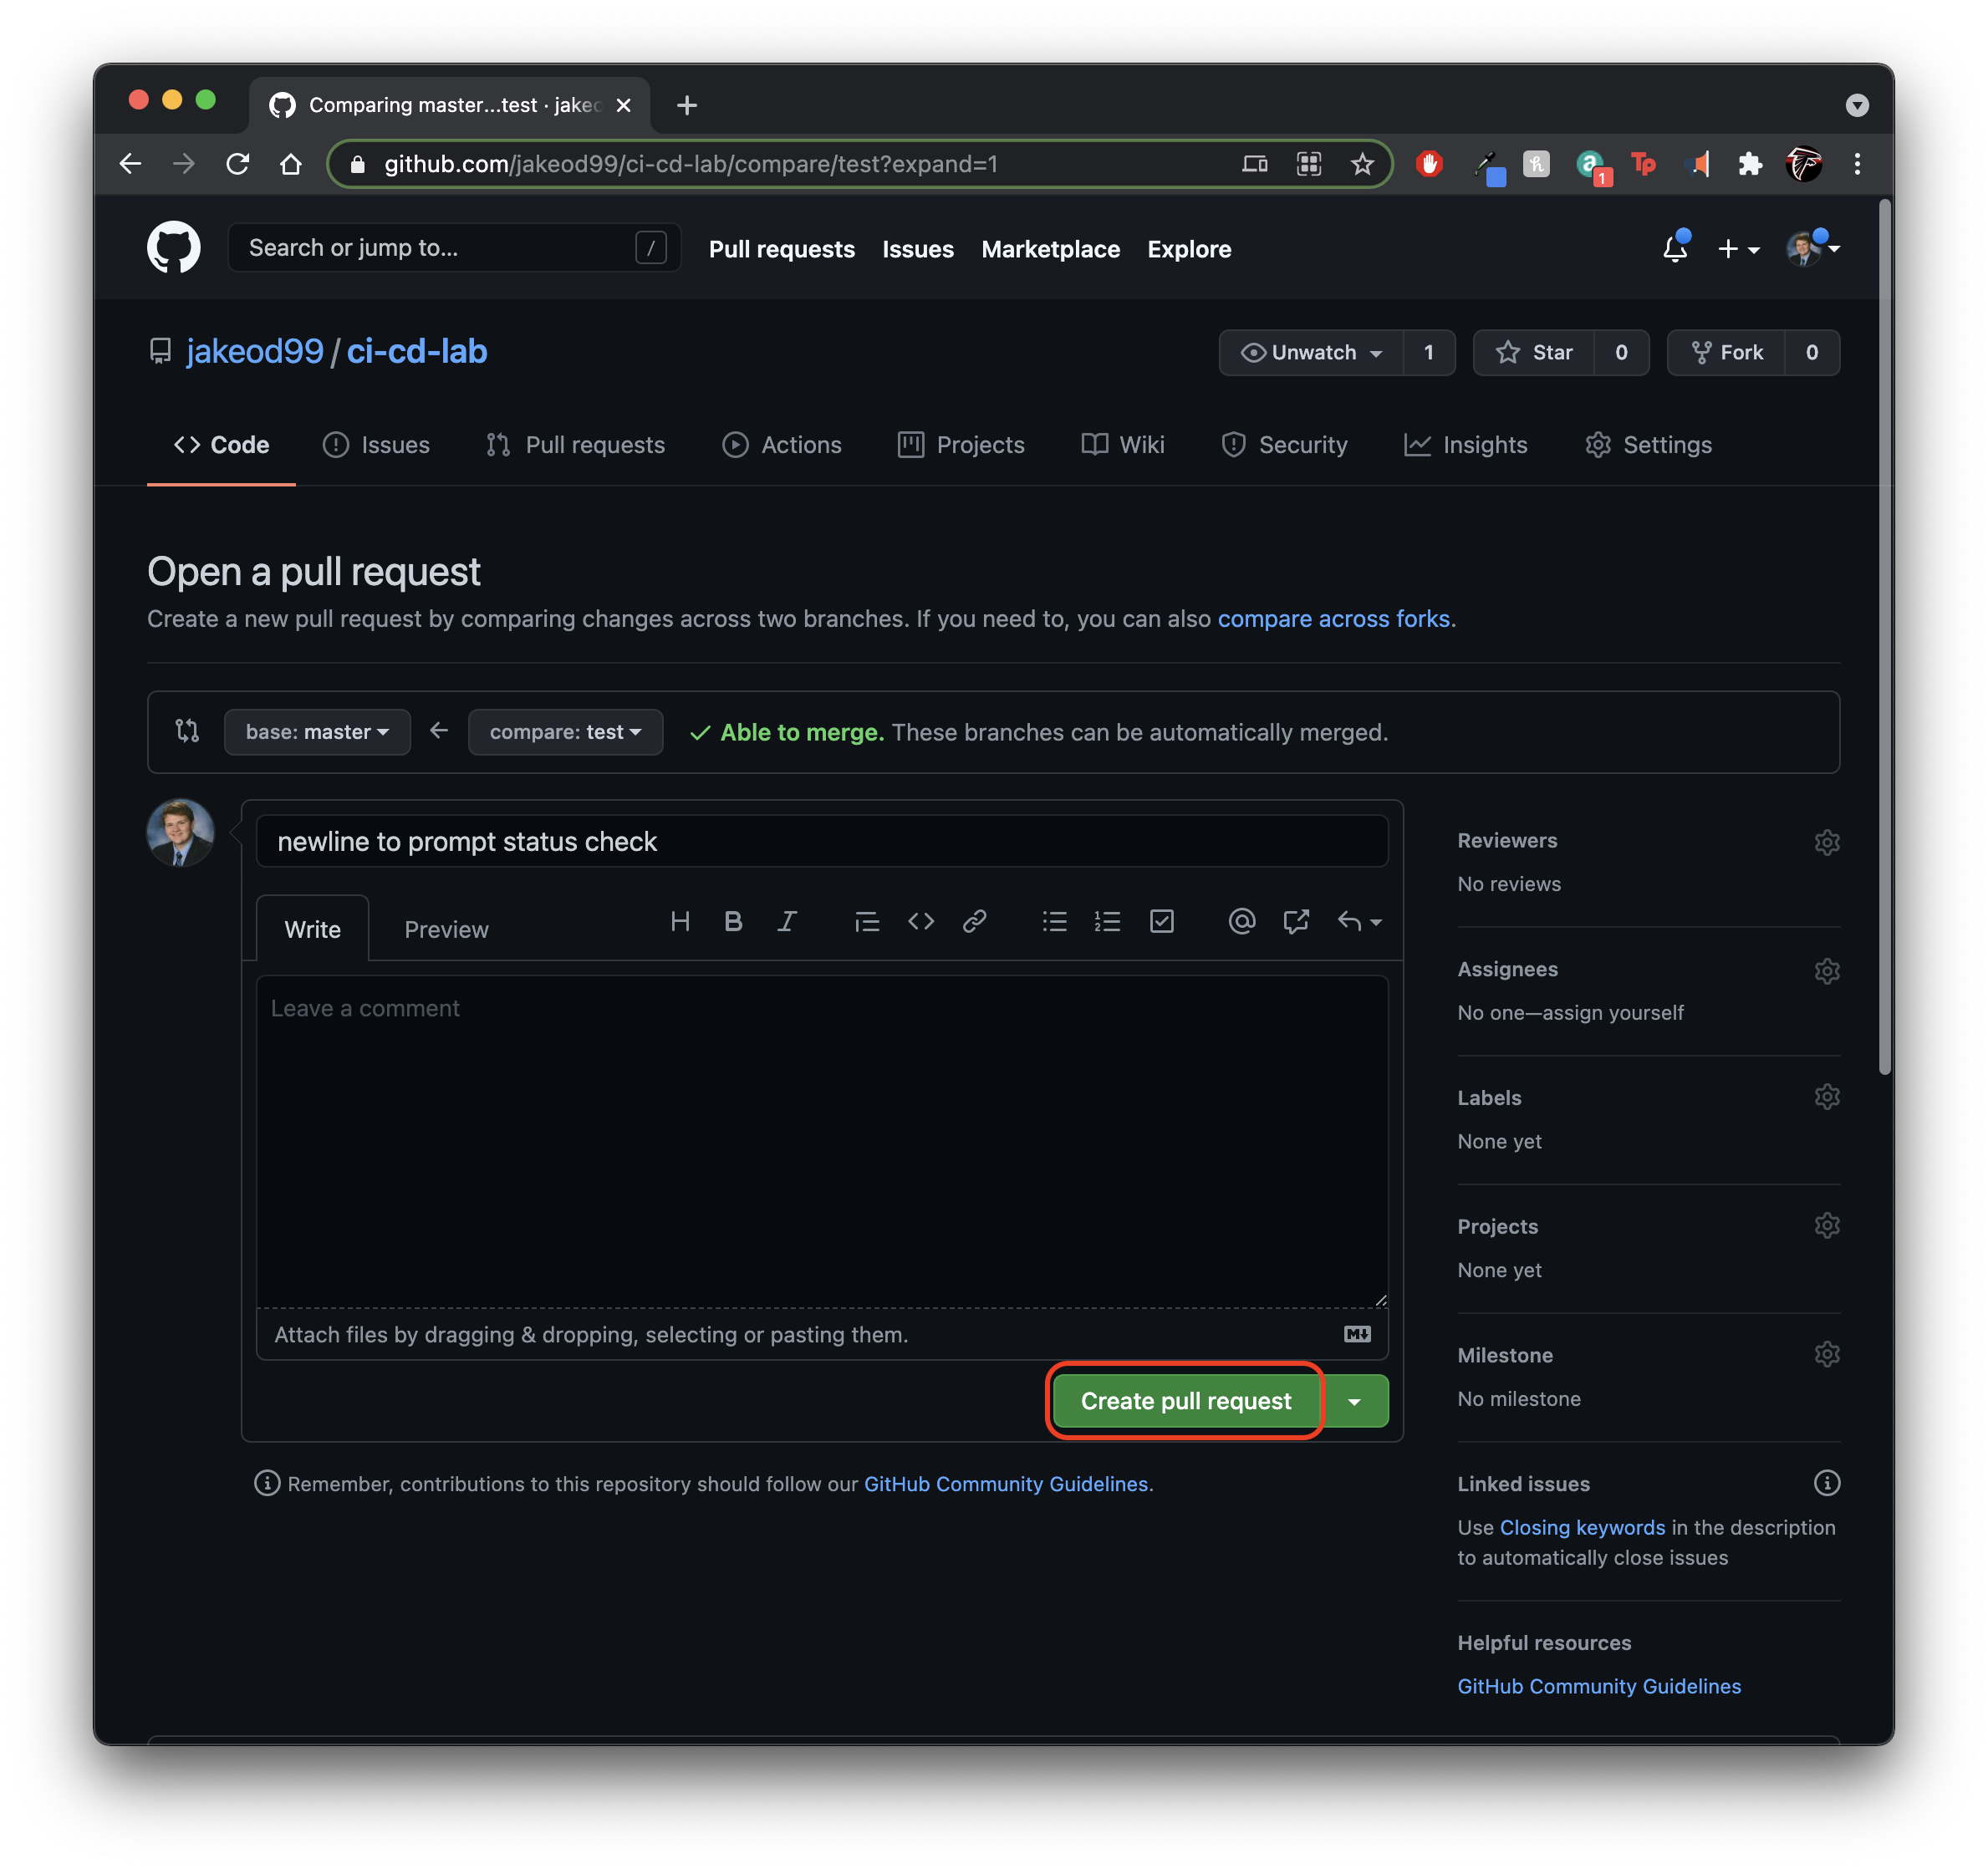 Comparing master...test · jakeo
github.com/jakeod99/ci-cd-lab/compare/test?expand=1
h
a
1
Tp
Search or jump to...
/
Pull requests
Issues
Marketplace
Explore
jakeod99 / ci-cd-lab
Unwatch
1
Star
0
Fork
0
Code
Issues
Pull requests
Actions
Projects
Wiki
Security
Insights
Settings
Open a pull request
Create a new pull request by comparing changes across two branches. If you need to, you can also compare across forks.
base: master
compare: test
Able to merge. These branches can be automatically merged.
newline to prompt status check
Write
Preview
H
B
I
Leave a comment
Attach files by dragging & dropping, selecting or pasting them.
M
Create pull request
Remember, contributions to this repository should follow our GitHub Community Guidelines.
Reviewers
No reviews
Assignees
No one—assign yourself
Labels
None yet
Projects
None yet
Milestone
No milestone
Linked issues
Use Closing keywords in the description
to automatically close issues
Helpful resources
GitHub Community Guidelines